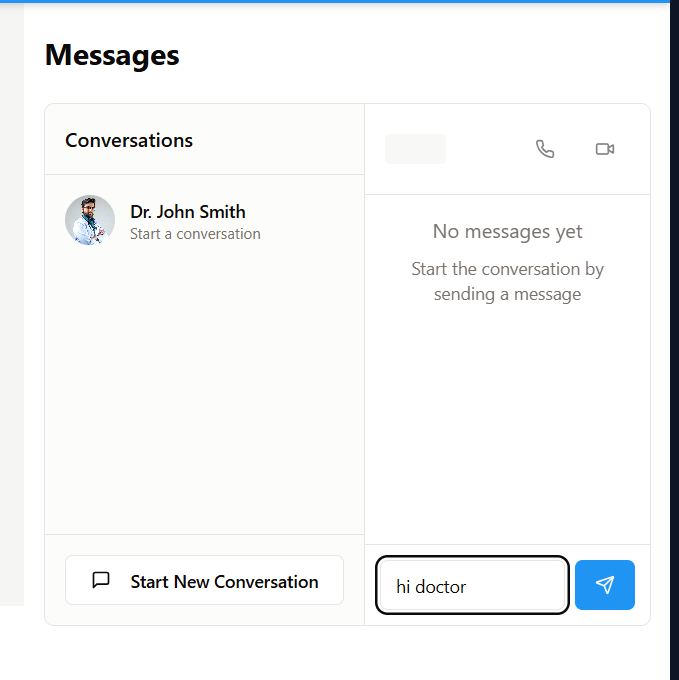 Messages
Conversations
Dr. John Smith
Start a conversation
No messages yet
Start the conversation by
sending a message
Start New Conversation
hi doctor